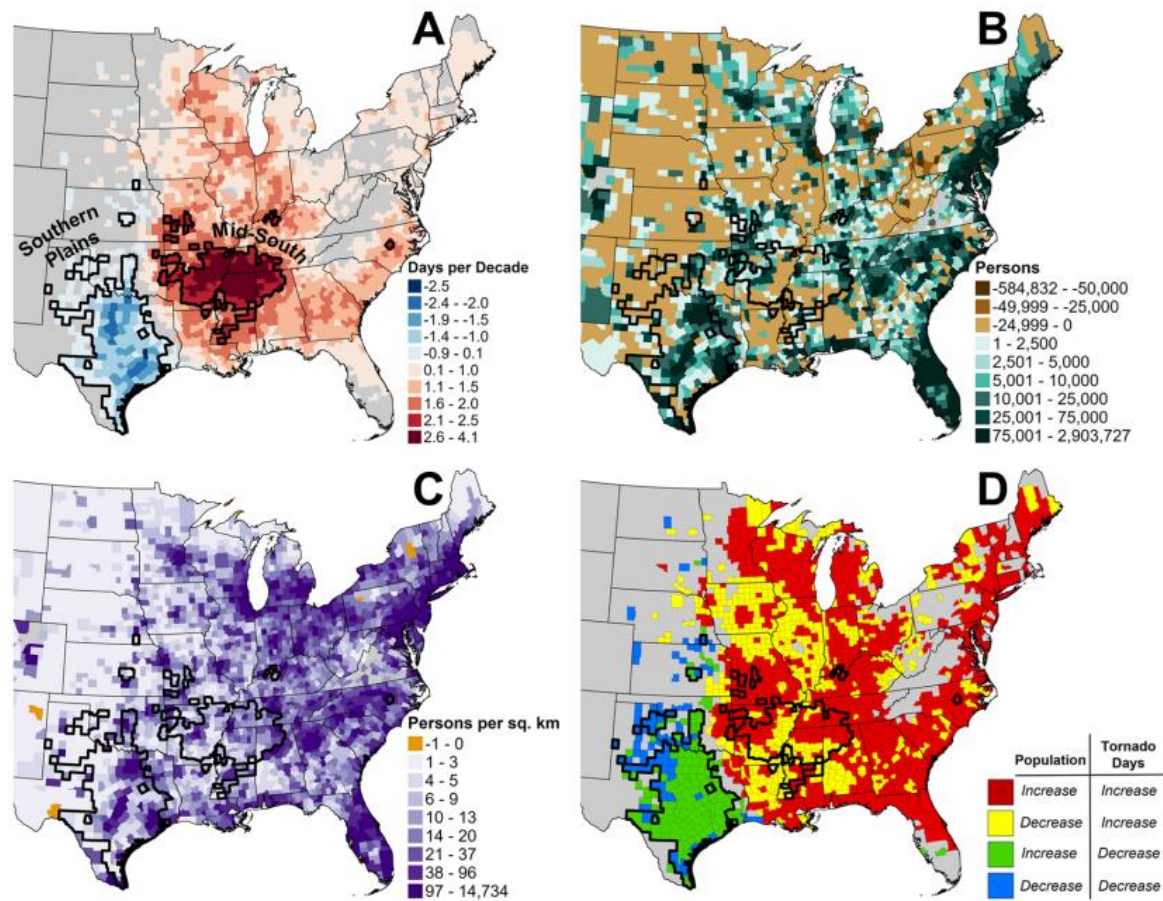 A
Southern
Plains
Mid-South
Days per Decade
-2.5
-2.4 - -2.0
-1.9 - -1.5
-1.4 - -1.0
-0.9 - 0.1
0.1 - 1.0
1.1 - 1.5
1.6 - 2.0
2.1 - 2.5
2.6 - 4.1
B
Persons
-584,832 - -50,000
-49,999 - -25,000
-24,999 - 0
1 - 2,500
2,501 - 5,000
5,001 - 10,000
10,001 - 25,000
25,001 - 75,000
75,001 - 2,903,727
C
Persons per sq. km
-1 - 0
1 - 3
4 - 5
6 - 9
10 - 13
14 - 20
21 - 37
38 - 96
97 - 14,734
D
Population Tornado Days
Increase Increase
Decrease Increase
Increase Decrease
Decrease Decrease